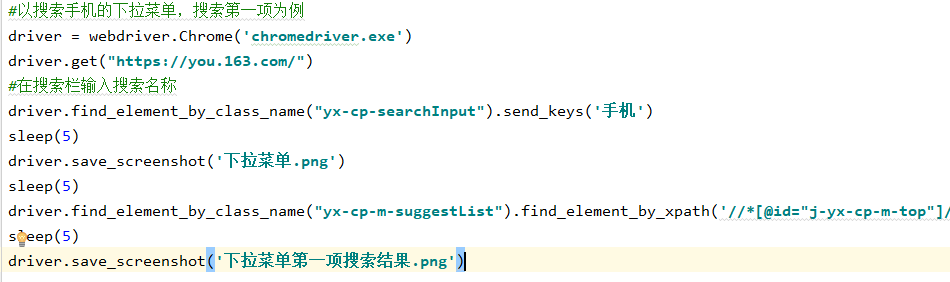 #以搜索手机的下拉菜单，搜索第一项为例
driver = webdriver.Chrome('chromedriver.exe')
driver.get("https://you.163.com/")
#在搜索栏输入搜索名称
driver.find_element_by_class_name("yx-cp-searchInput").send_keys('手机')
sleep(5)
driver.save_screenshot('下拉菜单.png')
sleep(5)
driver.find_element_by_class_name("yx-cp-m-suggestList").find_element_by_xpath('//*[@id="j-yx-cp-m-top"]/
sleep(5)
driver.save_screenshot('下拉菜单第一项搜索结果.png')